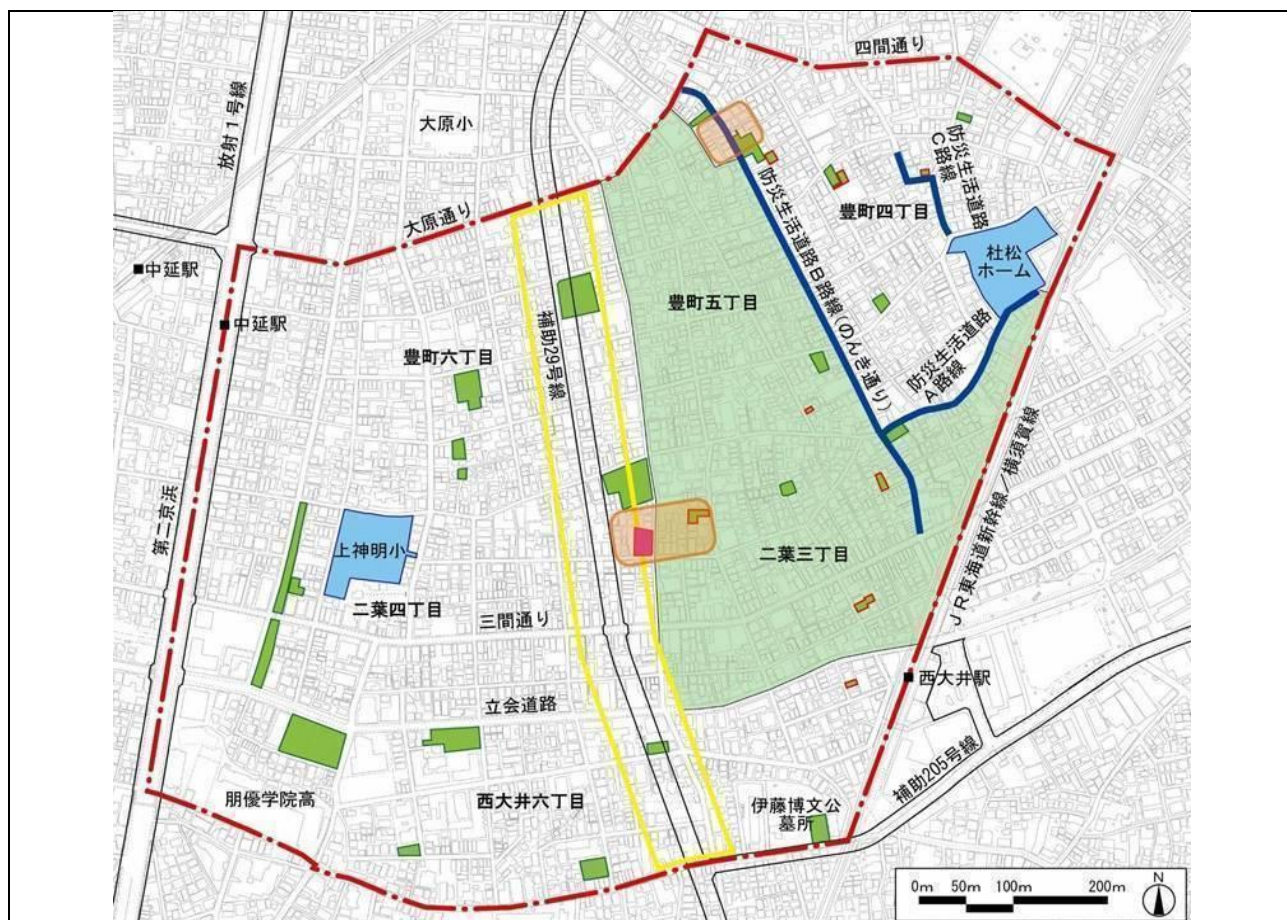 四間通り
放射1号線
大原小
防災生活道路
C路線
豊町四丁目
大原通り
杜松
ホーム
■中延駅
中延駅
豊町五丁目
補助29号線
防災生活道路B路線(のんき通り)
防災生活道路
A路線
豊町六丁目
JR東海道新幹線/横須賀線
第二京浜
上神明小
二葉三丁目
二葉四丁目
三間通り
西大井駅
立会道路
補助205号線
朋優学院高
西大井六丁目
伊藤博文公
墓所
0m 50m 100m 200m
N